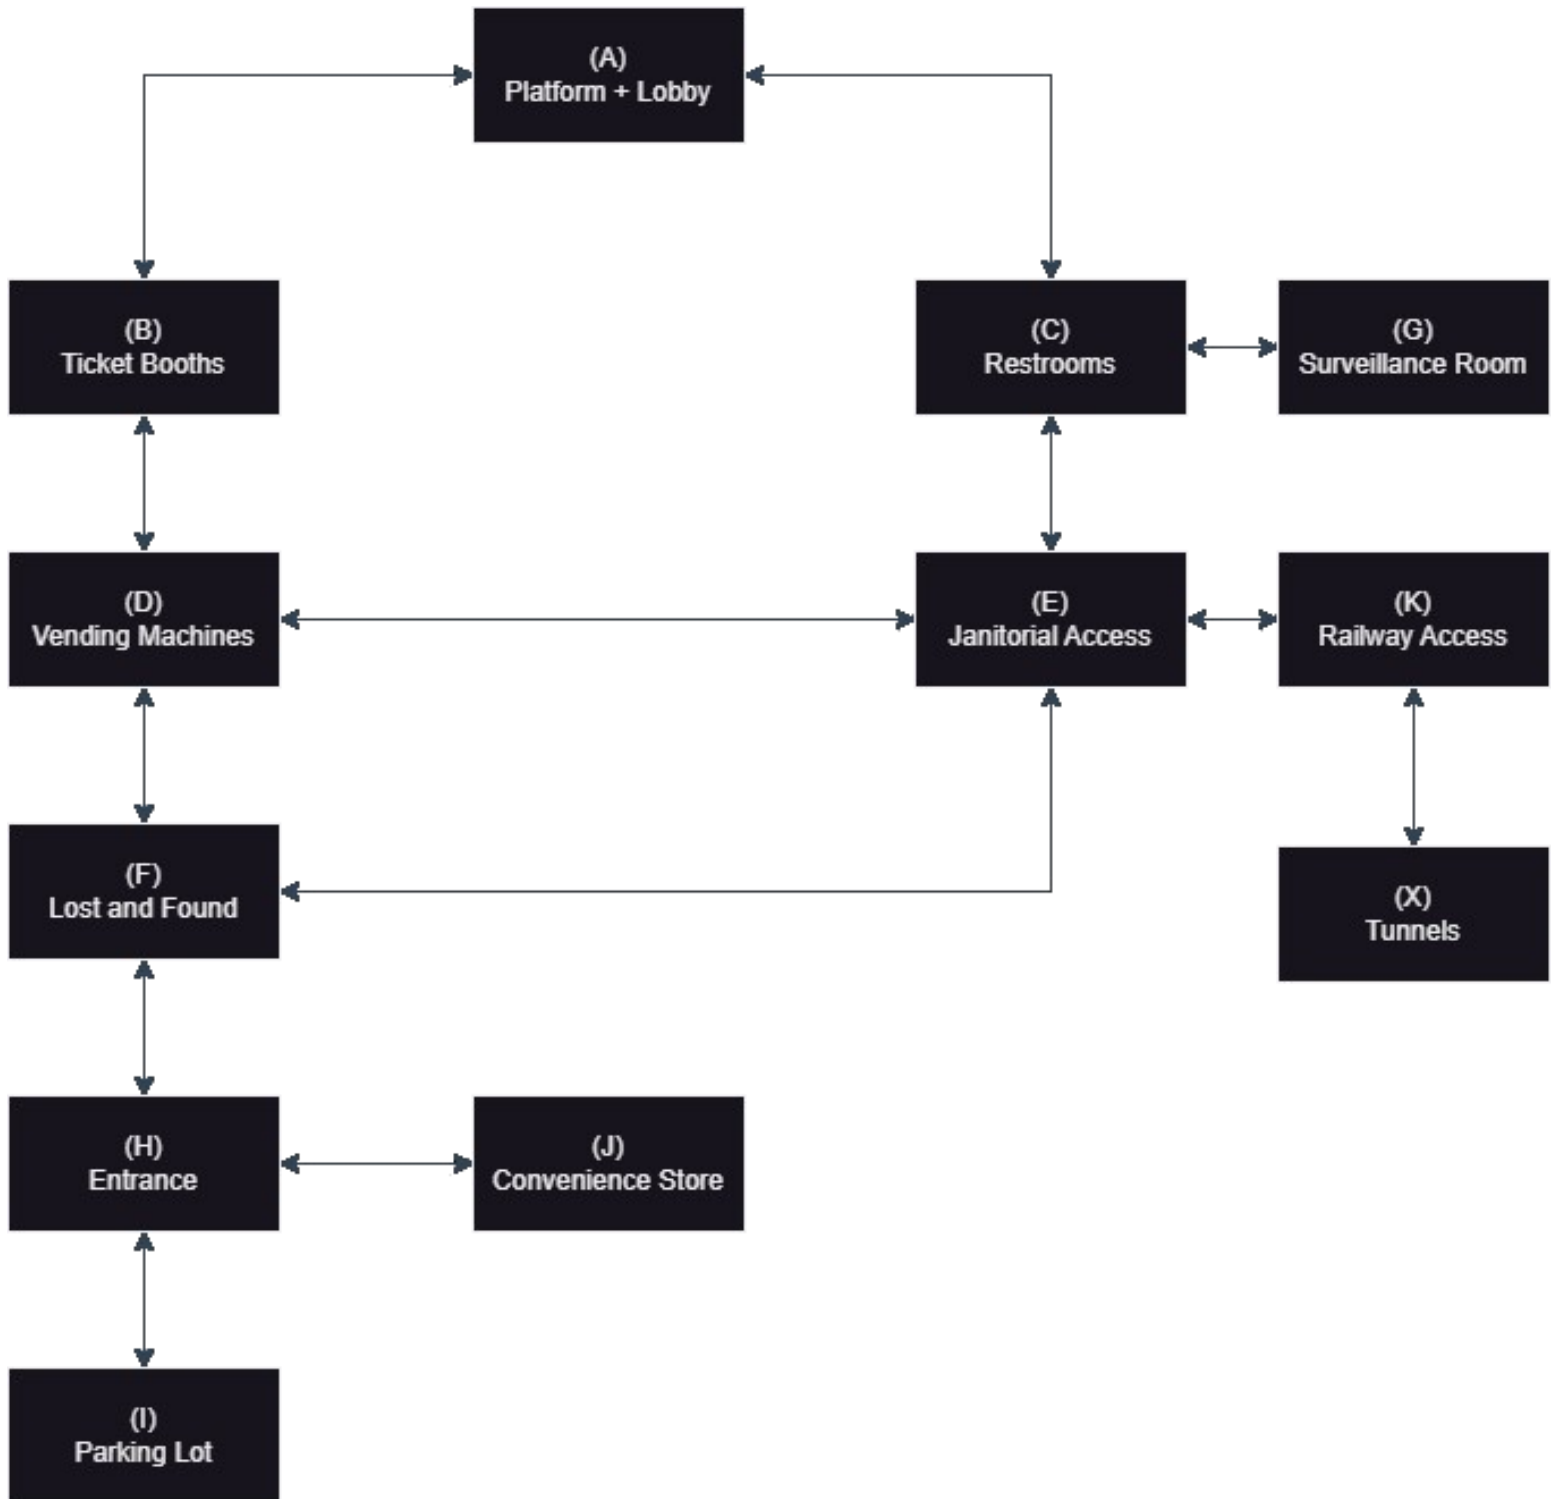 (A)
Platform + Lobby
(B)
Ticket Booths
(C)
Restrooms
(G)
Surveillance Room
(D)
Vending Machines
(E)
Janitorial Access
(K)
Railway Access
(F)
Lost and Found
(X)
Tunnels
(H)
Entrance
(J)
Convenience Store
(I)
Parking Lot